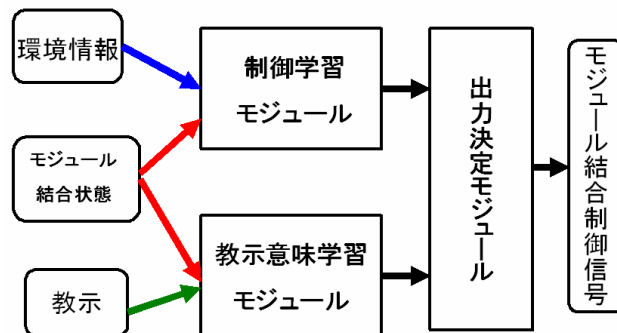 環境情報
モジュール
結合状態
教示
制御学習
モジュール
教示意味学習
モジュール
出力決定モジュール
モジュール結合制御信号